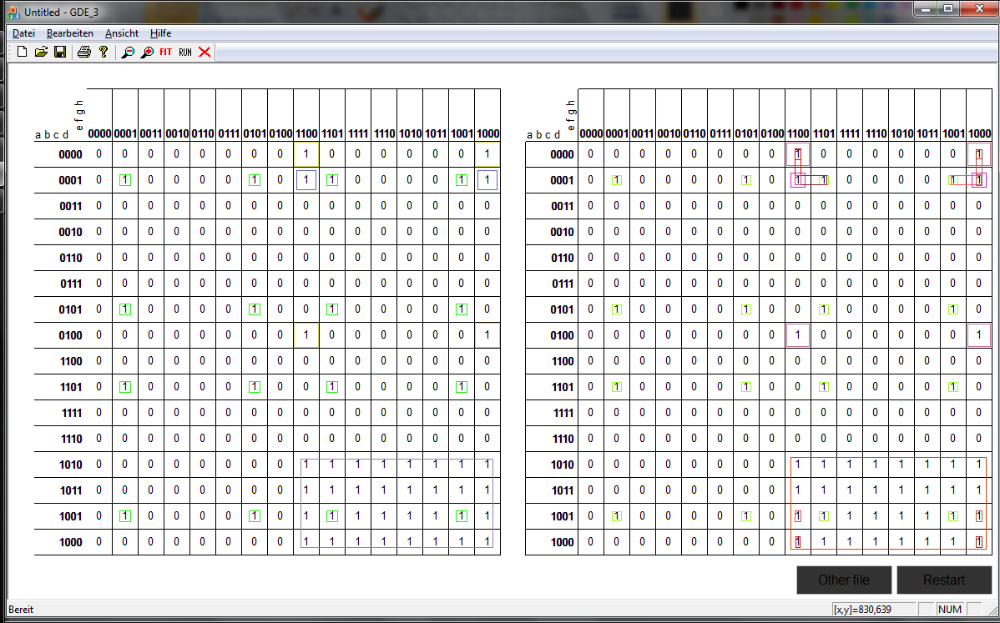 Untitled - GDE_3
Datei Bearbeiten Ansicht Hilfe
FIT RUN
e f g h
a b c d 0000 0001 0011 0010 0110 0111 0101 0100 1100 1101 1111 1110 1010 1011 1001 1000
0000 0 0 0 0 0 0 0 0 1 0 0 0 0 0 0 1
0001 0 1 0 0 0 0 1 0 1 1 0 0 0 0 1 1
0011 0 0 0 0 0 0 0 0 0 0 0 0 0 0 0 0
0010 0 0 0 0 0 0 0 0 0 0 0 0 0 0 0 0
0110 0 0 0 0 0 0 0 0 0 0 0 0 0 0 0 0
0111 0 0 0 0 0 0 0 0 0 0 0 0 0 0 0 0
0101 0 1 0 0 0 0 1 0 0 1 0 0 0 0 1 0
0100 0 0 0 0 0 0 0 0 1 0 0 0 0 0 0 1
1100 0 0 0 0 0 0 0 0 0 0 0 0 0 0 0 0
1101 0 1 0 0 0 0 1 0 0 1 0 0 0 0 1 0
1111 0 0 0 0 0 0 0 0 0 0 0 0 0 0 0 0
1110 0 0 0 0 0 0 0 0 0 0 0 0 0 0 0 0
1010 0 0 0 0 0 0 0 0 1 1 1 1 1 1 1 1
1011 0 0 0 0 0 0 0 0 1 1 1 1 1 1 1 1
1001 0 1 0 0 0 0 1 0 1 1 1 1 1 1 1 1
1000 0 0 0 0 0 0 0 0 1 1 1 1 1 1 1 1
e f g h
a b c d 0000 0001 0011 0010 0110 0111 0101 0100 1100 1101 1111 1110 1010 1011 1001 1000
0000 0 0 0 0 0 0 0 0 1 0 0 0 0 0 0 1
0001 0 1 0 0 0 0 1 0 1 1 0 0 0 0 1 1
0011 0 0 0 0 0 0 0 0 0 0 0 0 0 0 0 0
0010 0 0 0 0 0 0 0 0 0 0 0 0 0 0 0 0
0110 0 0 0 0 0 0 0 0 0 0 0 0 0 0 0 0
0111 0 0 0 0 0 0 0 0 0 0 0 0 0 0 0 0
0101 0 1 0 0 0 0 1 0 0 1 0 0 0 0 1 0
0100 0 0 0 0 0 0 0 0 1 0 0 0 0 0 0 1
1100 0 0 0 0 0 0 0 0 0 0 0 0 0 0 0 0
1101 0 1 0 0 0 0 1 0 0 1 0 0 0 0 1 0
1111 0 0 0 0 0 0 0 0 0 0 0 0 0 0 0 0
1110 0 0 0 0 0 0 0 0 0 0 0 0 0 0 0 0
1010 0 0 0 0 0 0 0 0 1 1 1 1 1 1 1 1
1011 0 0 0 0 0 0 0 0 1 1 1 1 1 1 1 1
1001 0 1 0 0 0 0 1 0 1 1 1 1 1 1 1 1
1000 0 0 0 0 0 0 0 0 1 1 1 1 1 1 1 1
Other file Restart
Bereit [x,y]=830,639 NUM